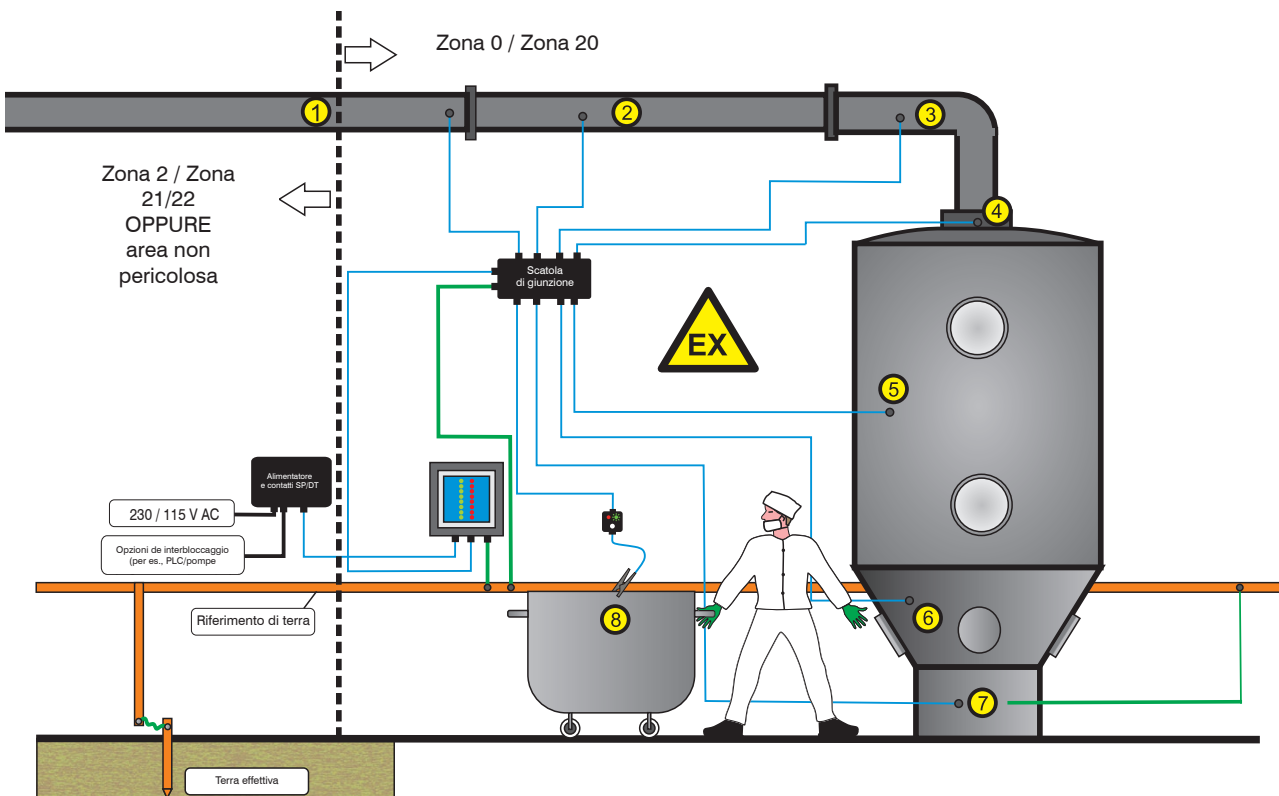 Zona 0 / Zona 20
1
2
3
Zona 2 / Zona
21/22
OPPURE
area non
pericolosa
4
Scatola
di giunzione
EX
5
Alimentatore
e contatti SP/DT
230 / 115 V AC
Opzioni de interbloccaggio
(per es., PLC/pompe
Riferimento di terra
8
6
7
Terra effettiva